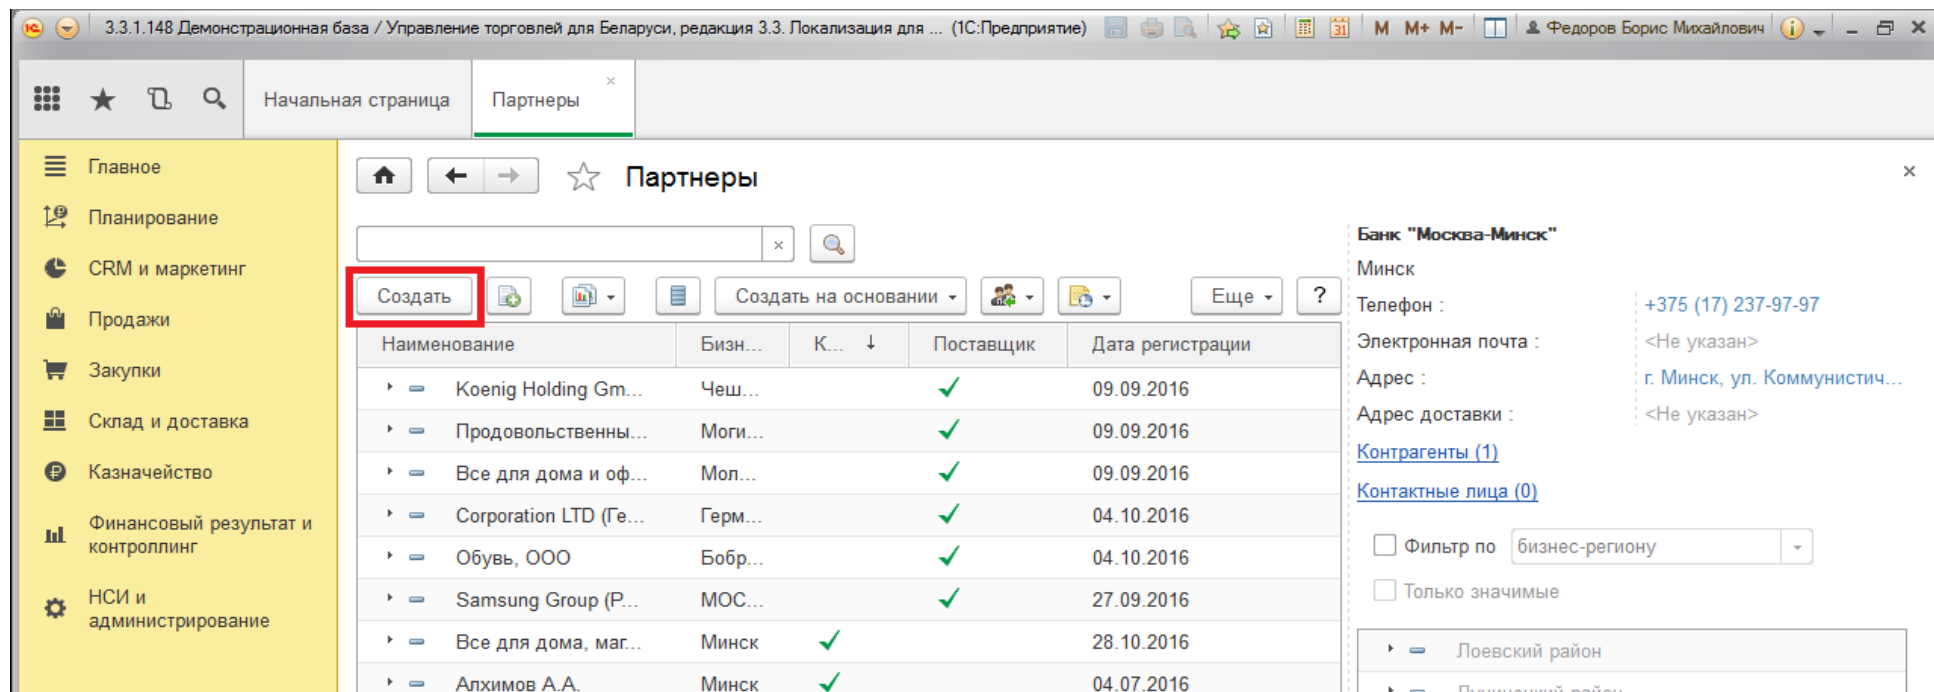 3.3.1.148 Демонстрационная база / Управление торговлей для Беларуси, редакция 3.3. Локализация для ... (1С:Предприятие) 31 M M+ M- Федоров Борис Михайлович
Начальная страница
Партнеры
Главное
Планирование
CRM и маркетинг
Продажи
Закупки
Склад и доставка
Казначейство
Финансовый результат и
контроллинг
НСИ и
администрирование
Партнеры
Создать
Создать на основании
Еще
?
Наименование Бизн... К... ↓ Поставщик Дата регистрации
Koenig Holding Gm... Чеш... 09.09.2016
Продовольственны... Моги... 09.09.2016
Все для дома и оф... Мол... 09.09.2016
Corporation LTD (Ге... Герм... 04.10.2016
Обувь, ООО Бобр... 04.10.2016
Samsung Group (Р... МОС... 27.09.2016
Все для дома, маг... Минск 28.10.2016
Алхимов А.А. Минск 04.07.2016
Банк "Москва-Минск"
Минск
Телефон : +375 (17) 237-97-97
Электронная почта : <Не указан>
Адрес : г. Минск, ул. Коммунистич...
Адрес доставки : <Не указан>
Контрагенты (1)
Контактные лица (0)
Фильтр по бизнес-региону
Только значимые
Лоевский район